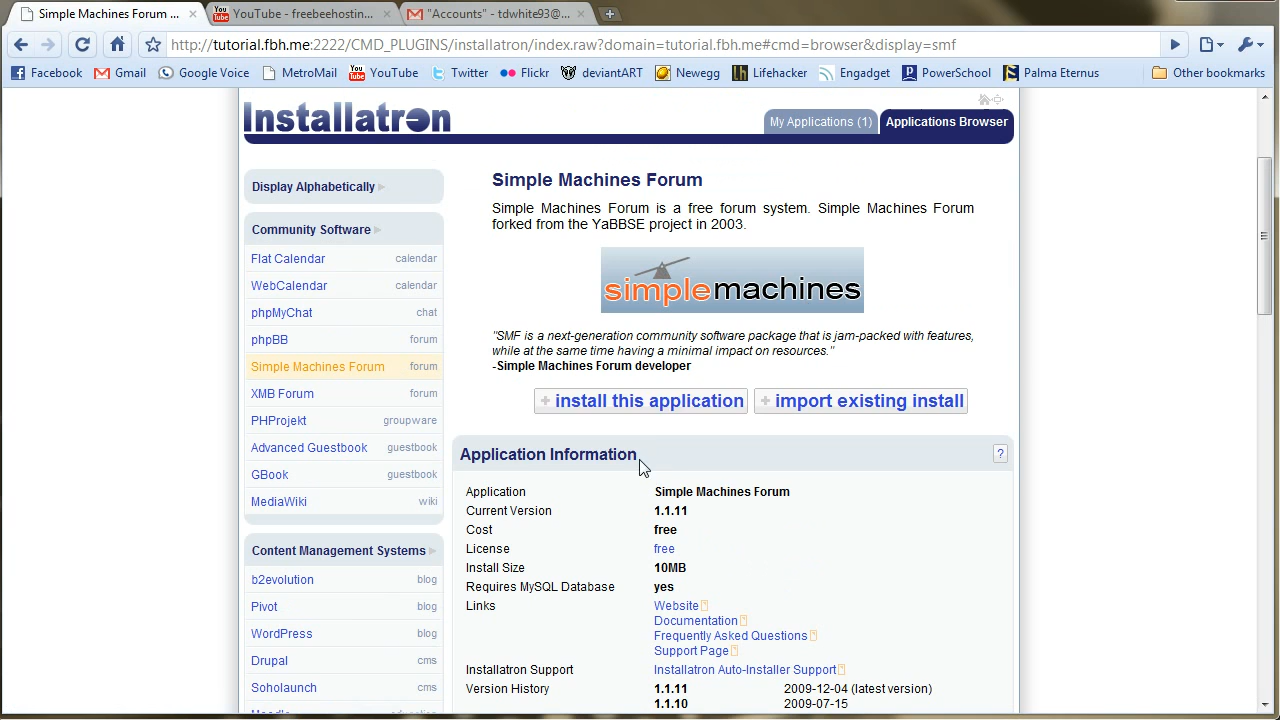 Simple Machines Forum ...
YouTube - freebeehostin...
"Accounts" - tdwhite93@...
http://tutorial.fbh.me:2222/CMD_PLUGINS/installatron/index.raw?domain=tutorial.fbh.me#cmd=browser&display=smf
Facebook Gmail Google Voice MetroMail YouTube Twitter Flickr deviantART Newegg Lifehacker Engadget PowerSchool Palma Eternus Other bookmarks
Installatron
My Applications (1) Applications Browser
Display Alphabetically
Community Software
Flat Calendar calendar
WebCalendar calendar
phpMyChat chat
phpBB forum
Simple Machines Forum forum
XMB Forum forum
PHProjekt groupware
Advanced Guestbook guestbook
GBook guestbook
MediaWiki wiki
Content Management Systems
b2evolution blog
Pivot blog
WordPress blog
Drupal cms
Soholaunch cms
Simple Machines Forum
Simple Machines Forum is a free forum system. Simple Machines Forum
forked from the YaBBSE project in 2003.
simplemachines
"SMF is a next-generation community software package that is jam-packed with features,
while at the same time having a minimal impact on resources."
-Simple Machines Forum developer
+ install this application + import existing install
Application Information ?
Application Simple Machines Forum
Current Version 1.1.11
Cost free
License free
Install Size 10MB
Requires MySQL Database yes
Links Website
Documentation
Frequently Asked Questions
Support Page
Installatron Support Installatron Auto-Installer Support
Version History 1.1.11 2009-12-04 (latest version)
1.1.10 2009-07-15